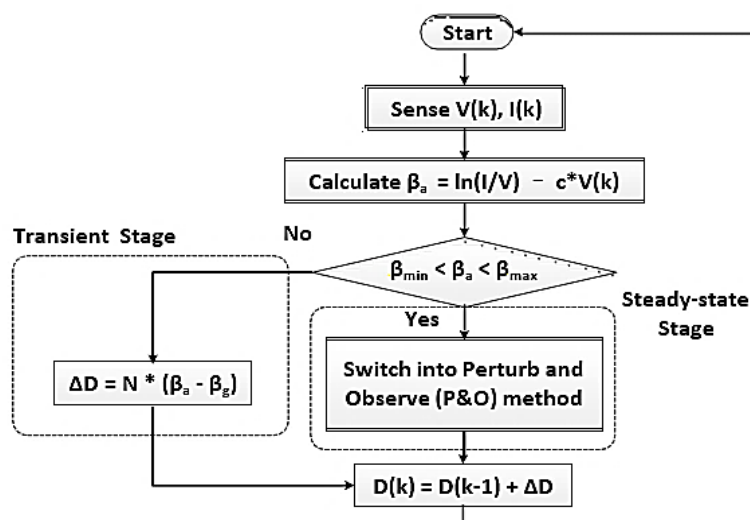 Start
Sense V(k), I(k)
Calculate βa = ln(I/V) – c*V(k)
Transient Stage
No
βmin < βa < βmax
Steady-state
Stage
Yes
Switch into Perturb and
Observe (P&O) method
ΔD = N * (βa - βg)
D(k) = D(k-1) + ΔD